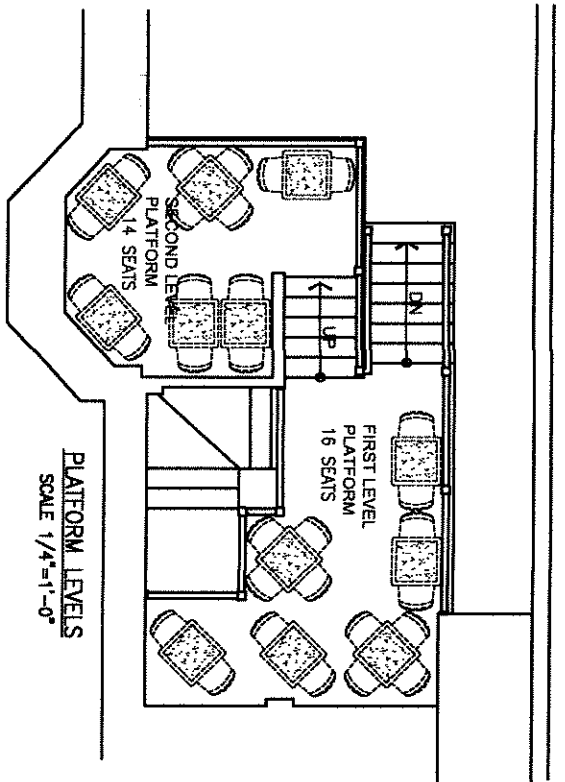 SECOND LEVEL
PLATFORM
14 SEATS
UP
DN
FIRST LEVEL
PLATFORM
16 SEATS
PLATFORM LEVELS
SCALE 1/4"=1'-0"